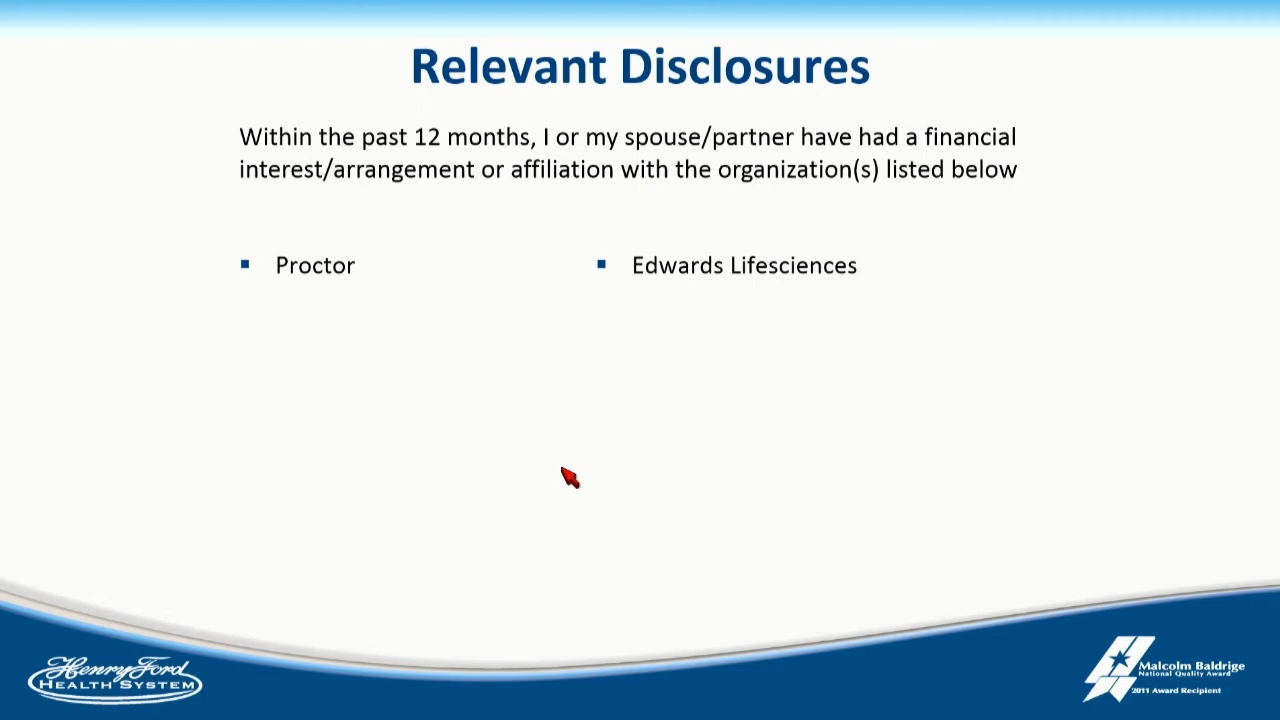 Relevant Disclosures
Within the past 12 months, I or my spouse/partner have had a financial
interest/arrangement or affiliation with the organization(s) listed below
▪ Proctor
▪ Edwards Lifesciences
Henry Ford
HEALTH SYSTEM
Malcolm Baldrige
National Quality Award
2011 Award Recipient